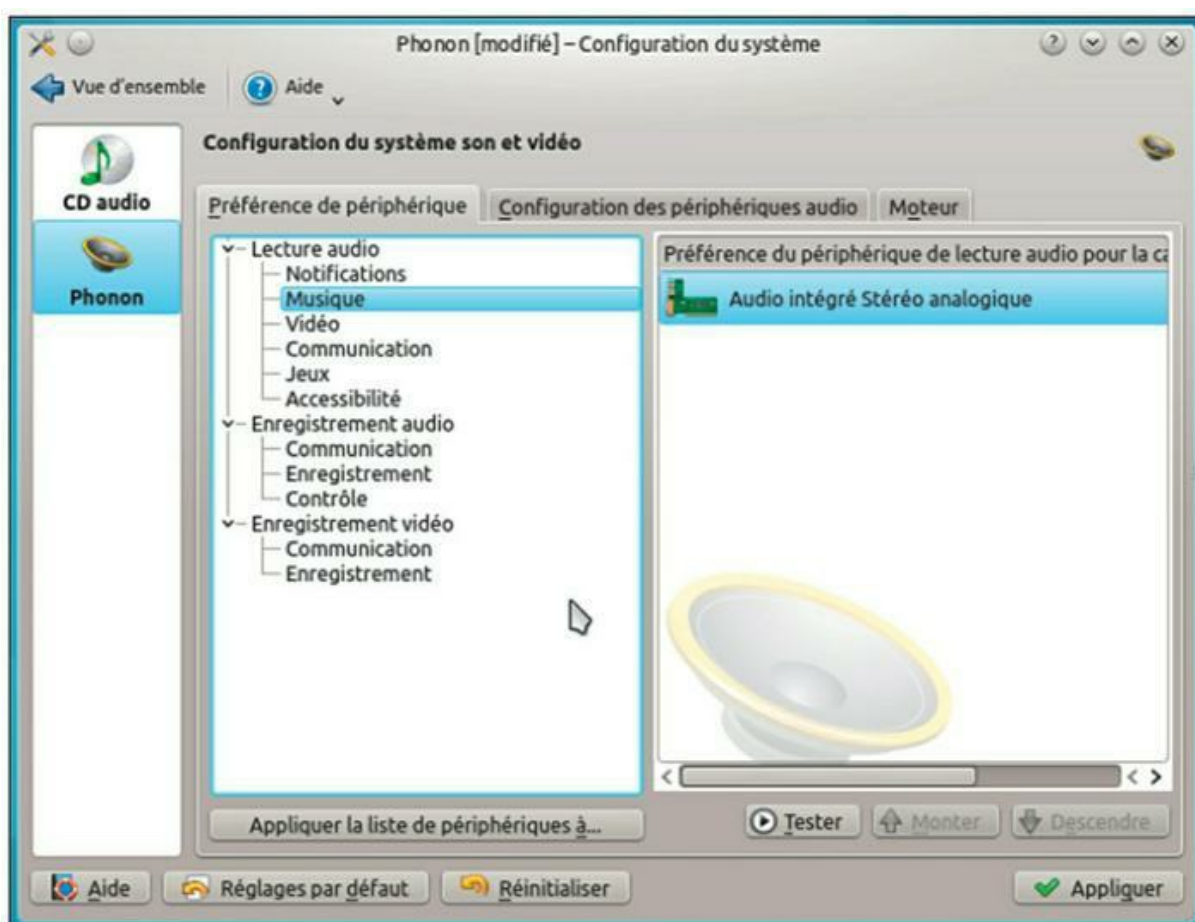 Phonon [modifié] – Configuration du système
Vue d'ensemble Aide
Configuration du système son et vidéo
CD audio
Phonon
Préférence de périphérique Configuration des périphériques audio Moteur
Lecture audio
Notifications
Musique
Vidéo
Communication
Jeux
Accessibilité
Enregistrement audio
Communication
Enregistrement
Contrôle
Enregistrement vidéo
Communication
Enregistrement
Préférence du périphérique de lecture audio pour la ca
Audio intégré Stéréo analogique
Appliquer la liste de périphériques à...
Tester Monter Descendre
Aide Réglages par défaut Réinitialiser Appliquer